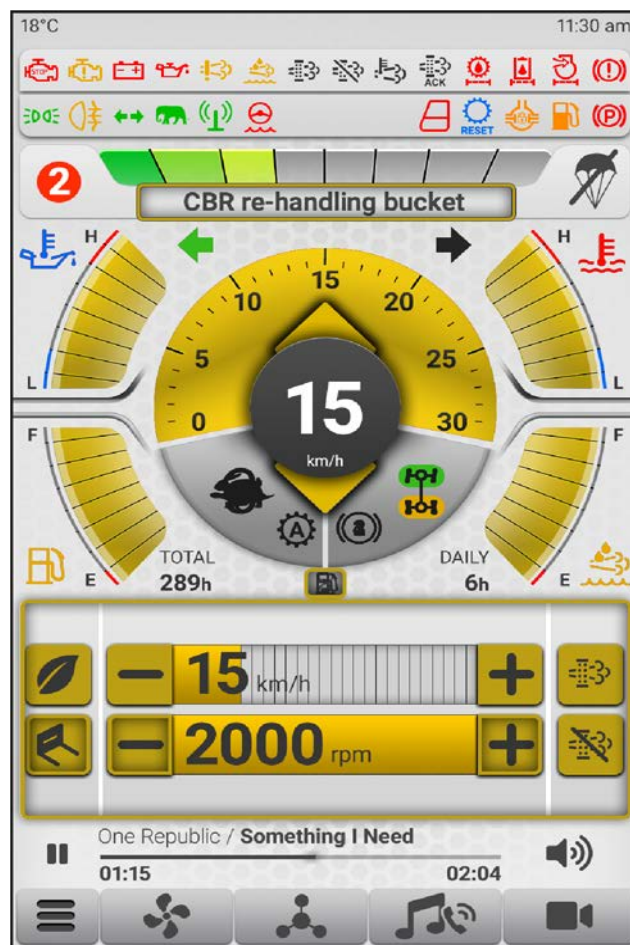 18°C 11:30 am
STOP
ACK
RESET
2
CBR re-handling bucket
H H
15
10 20
5 25
L L
0 30
15
km/h
F F
A
TOTAL DAILY
289h 6h
E E
15 km/h
2000 rpm
One Republic / Something I Need
01:15 02:04